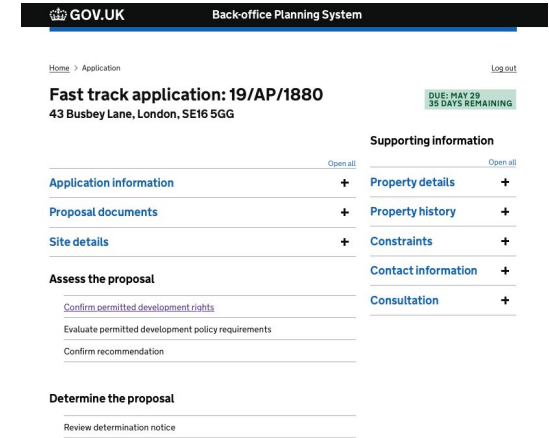 GOV.UK Back-office Planning System
Home > Application Log out
Fast track application: 19/AP/1880
43 Busbey Lane, London, SE16 5GG
DUE: MAY 29
35 DAYS REMAINING
Open all
Application information +
Proposal documents +
Site details +
Assess the proposal
Confirm permitted development rights
Evaluate permitted development policy requirements
Confirm recommendation
Determine the proposal
Review determination notice
Supporting information
Open all
Property details +
Property history +
Constraints +
Contact information +
Consultation +